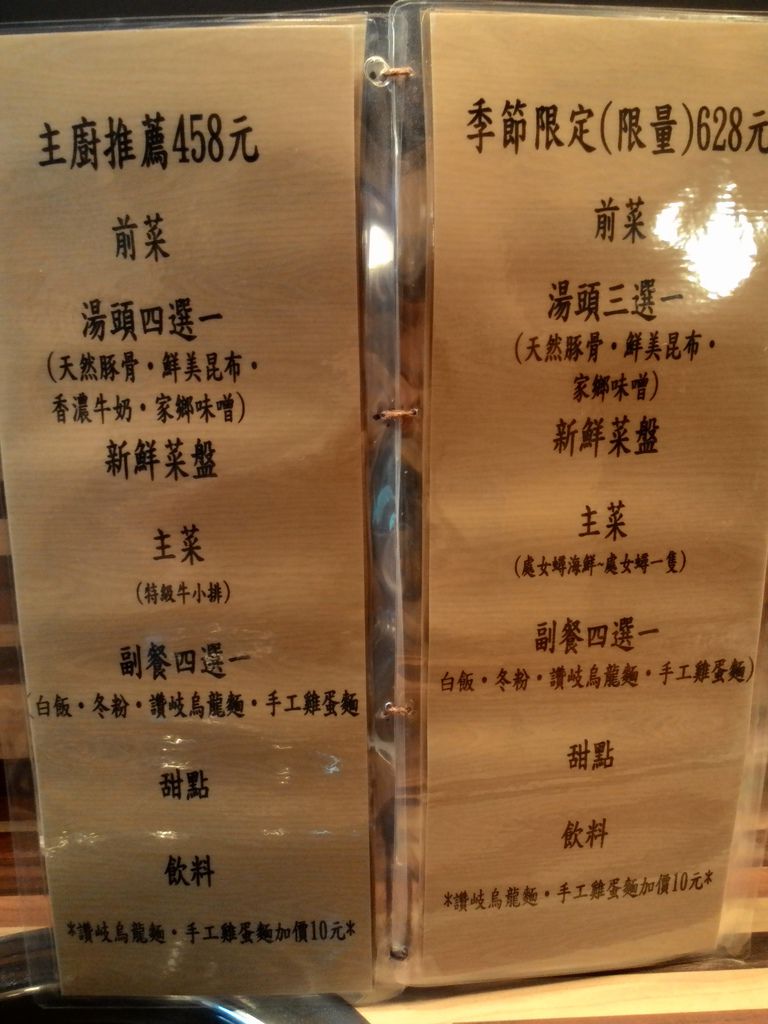 主廚推薦458元
前菜
湯頭四選一
(天然豚骨・鮮美昆布・
香濃牛奶・家鄉味噌)
新鮮菜盤
主菜
(特級牛小排)
副餐四選一
(白飯・冬粉・讚岐烏龍麵・手工雞蛋麵
甜點
飲料
*讚岐烏龍麵・手工雞蛋麵加價10元*
季節限定(限量)628元
前菜
湯頭三選一
(天然豚骨・鮮美昆布・
家鄉味噌)
新鮮菜盤
主菜
(處女蟳海鮮~處女蟳一隻)
副餐四選一
白飯・冬粉・讚岐烏龍麵・手工雞蛋麵)
甜點
飲料
*讚岐烏龍麵・手工雞蛋麵加價10元*